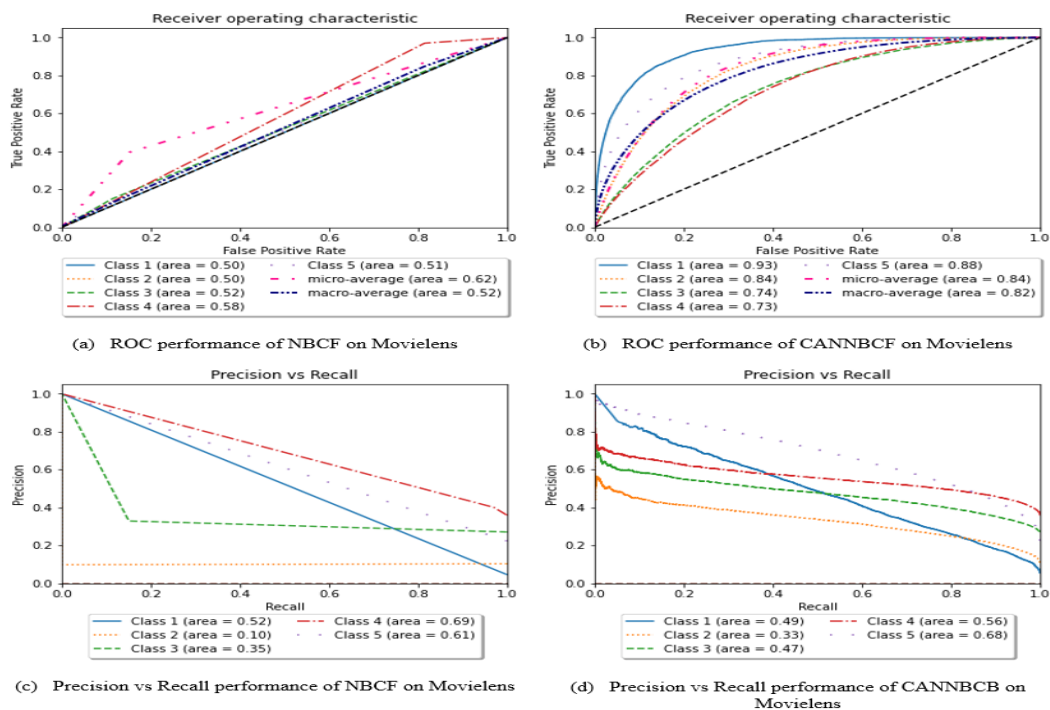 Receiver operating characteristic
True Positive Rate
1.0
0.8
0.6
0.4
0.2
0.0
0.0 0.2 0.4 0.6 0.8 1.0
False Positive Rate
Class 1 (area = 0.50)
Class 2 (area = 0.50)
Class 3 (area = 0.52)
Class 4 (area = 0.58)
Class 5 (area = 0.51)
micro-average (area = 0.62)
macro-average (area = 0.52)
(a) ROC performance of NBCF on Movielens
Receiver operating characteristic
True Positive Rate
1.0
0.8
0.6
0.4
0.2
0.0
0.0 0.2 0.4 0.6 0.8 1.0
False Positive Rate
Class 1 (area = 0.93)
Class 2 (area = 0.84)
Class 3 (area = 0.74)
Class 4 (area = 0.73)
Class 5 (area = 0.88)
micro-average (area = 0.84)
macro-average (area = 0.82)
(b) ROC performance of CANNBCF on Movielens
Precision vs Recall
Precision
1.0
0.8
0.6
0.4
0.2
0.0
0.0 0.2 0.4 0.6 0.8 1.0
Recall
Class 1 (area = 0.52)
Class 2 (area = 0.10)
Class 3 (area = 0.35)
Class 4 (area = 0.69)
Class 5 (area = 0.61)
(c) Precision vs Recall performance of NBCF on Movielens
Precision vs Recall
Precision
1.0
0.8
0.6
0.4
0.2
0.0
0.0 0.2 0.4 0.6 0.8 1.0
Recall
Class 1 (area = 0.49)
Class 2 (area = 0.33)
Class 3 (area = 0.47)
Class 4 (area = 0.56)
Class 5 (area = 0.68)
(d) Precision vs Recall performance of CANNBCB on
Movielens